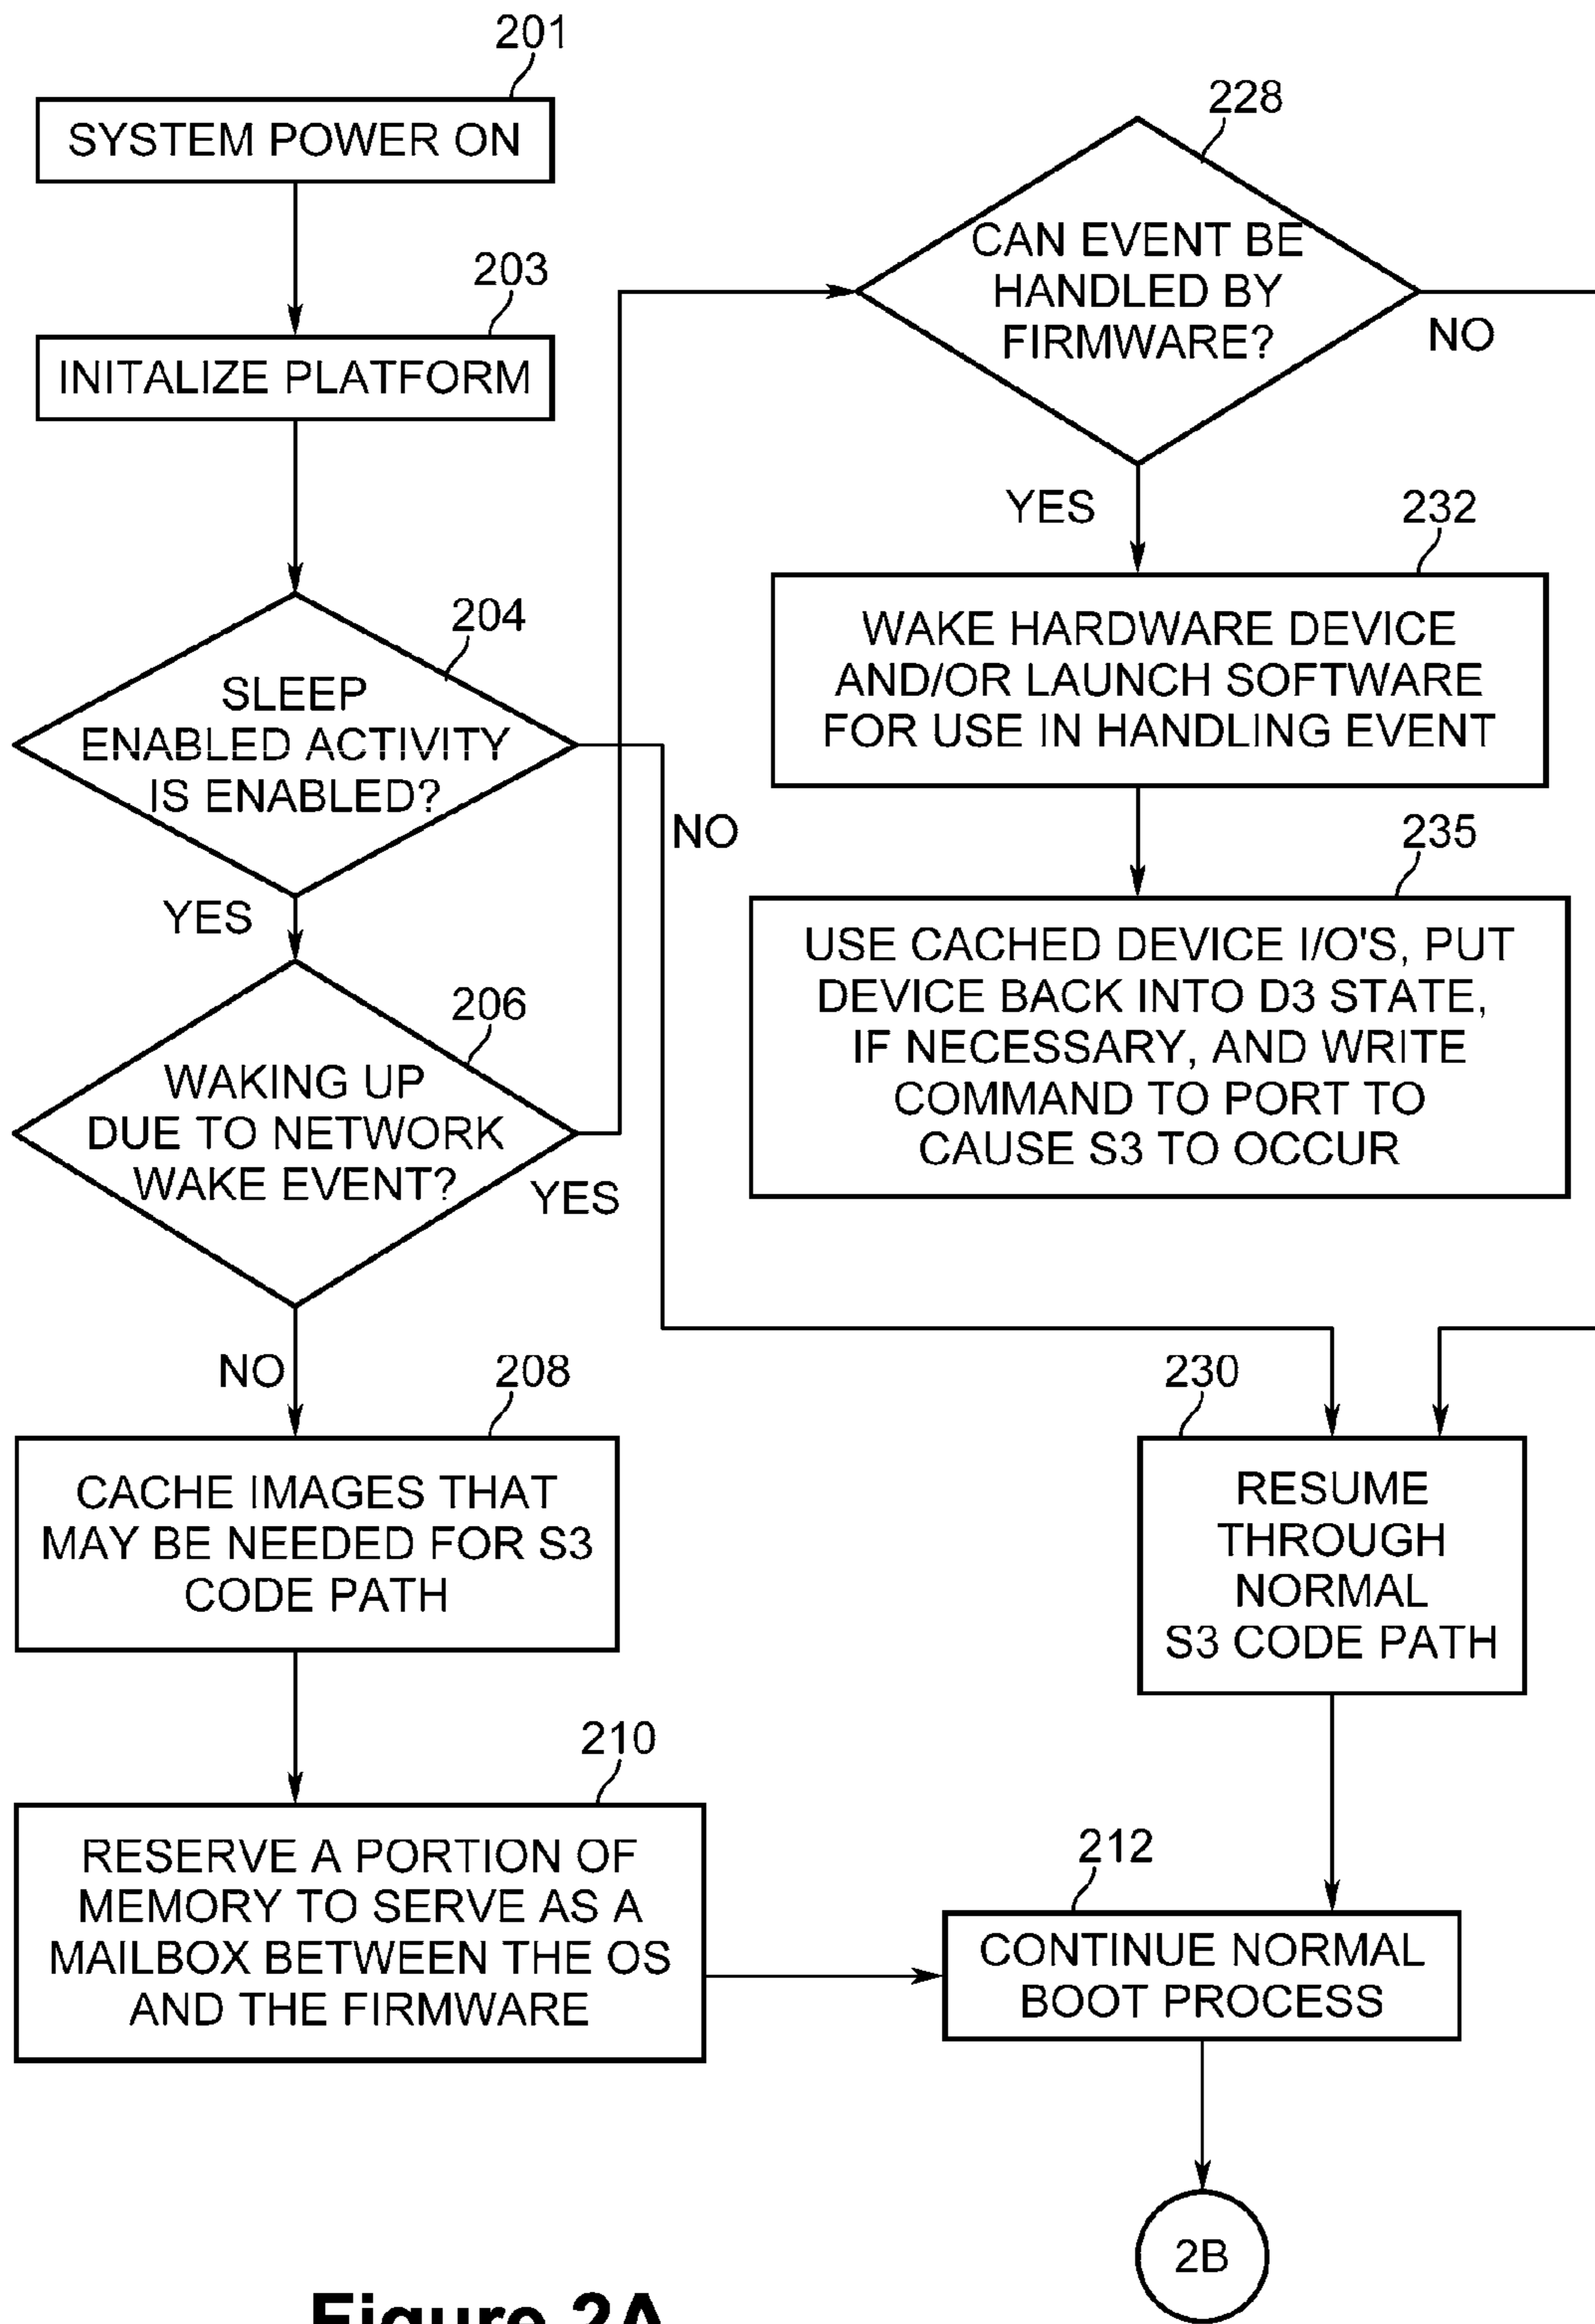 201
SYSTEM POWER ON
203
INITALIZE PLATFORM
204
SLEEP
ENABLED ACTIVITY
IS ENABLED?
NO
YES
206
WAKING UP
DUE TO NETWORK
WAKE EVENT?
YES
NO
208
CACHE IMAGES THAT
MAY BE NEEDED FOR S3
CODE PATH
210
RESERVE A PORTION OF
MEMORY TO SERVE AS A
MAILBOX BETWEEN THE OS
AND THE FIRMWARE
228
CAN EVENT BE
HANDLED BY
FIRMWARE?
NO
YES
232
WAKE HARDWARE DEVICE
AND/OR LAUNCH SOFTWARE
FOR USE IN HANDLING EVENT
235
USE CACHED DEVICE I/O'S, PUT
DEVICE BACK INTO D3 STATE,
IF NECESSARY, AND WRITE
COMMAND TO PORT TO
CAUSE S3 TO OCCUR
230
RESUME
THROUGH
NORMAL
S3 CODE PATH
212
CONTINUE NORMAL
BOOT PROCESS
2B
Figure 2A